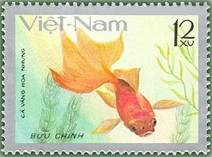 Việt-Nam
12
XU
CÁ VÀNG HOA NHUNG
BƯU CHÍNH